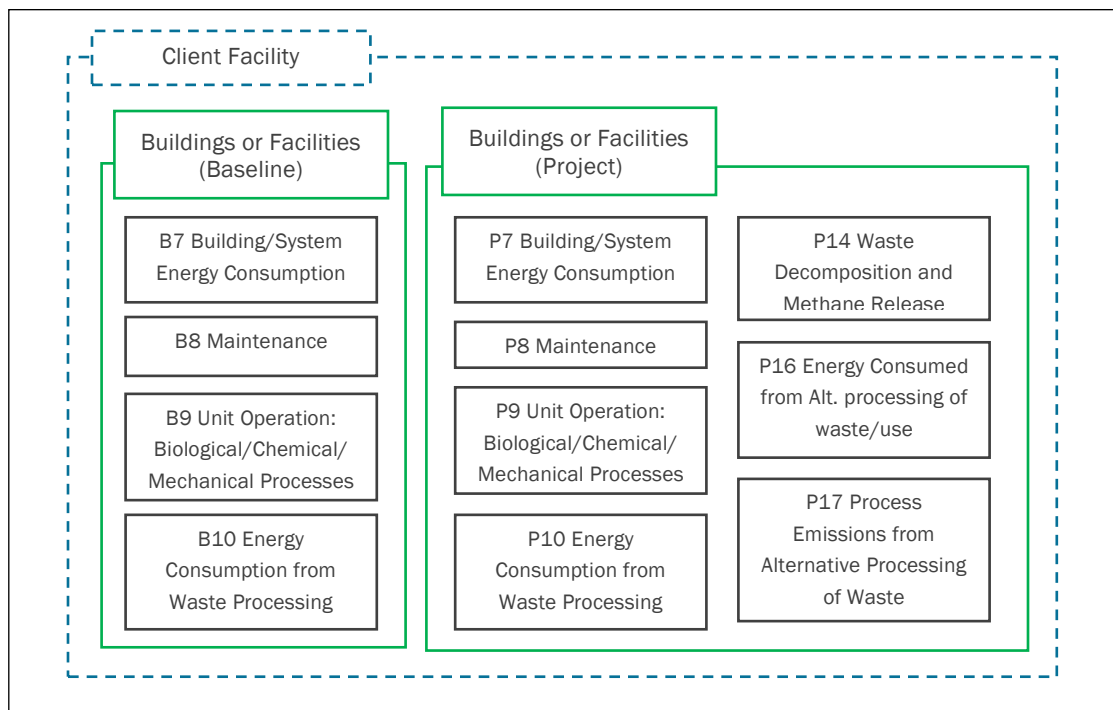 Client Facility
Buildings or Facilities
(Baseline)
B7 Building/System
Energy Consumption
B8 Maintenance
B9 Unit Operation:
Biological/Chemical/
Mechanical Processes
B10 Energy
Consumption from
Waste Processing
Buildings or Facilities
(Project)
P7 Building/System
Energy Consumption
P8 Maintenance
P9 Unit Operation:
Biological/Chemical/
Mechanical Processes
P10 Energy
Consumption from
Waste Processing
P14 Waste
Decomposition and
Methane Release
P16 Energy Consumed
from Alt. processing of
waste/use
P17 Process
Emissions from
Alternative Processing
of Waste